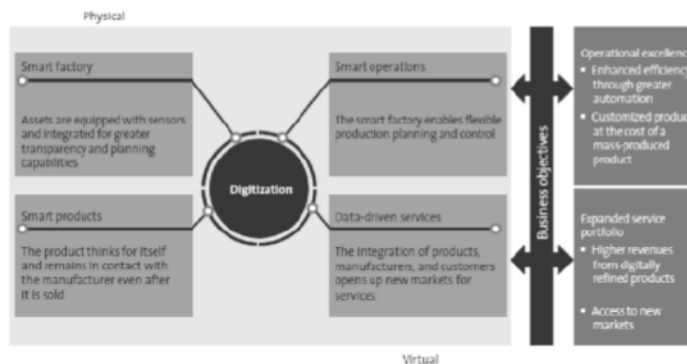 Physical
Smart factory
Assets are equipped with sensors
and integrated for greater
transparency and planning
capabilities
Smart operations
The smart factory enables flexible
production planning and control
Digitization
Smart products
The product thinks for itself
and remains in contact with
the manufacturer even after
it is sold
Data-driven services
The integration of products,
manufacturers, and customers
opens up new markets for
services
Business objectives
Operational excellenc
▪ Enhanced efficiency
through greater
automation
▪ Customized produc
at the cost of a
mass-produced
product
Expanded service
portfolio
▪ Higher revenues
from digitally
refined products
▪ Access to new
markets
Virtual